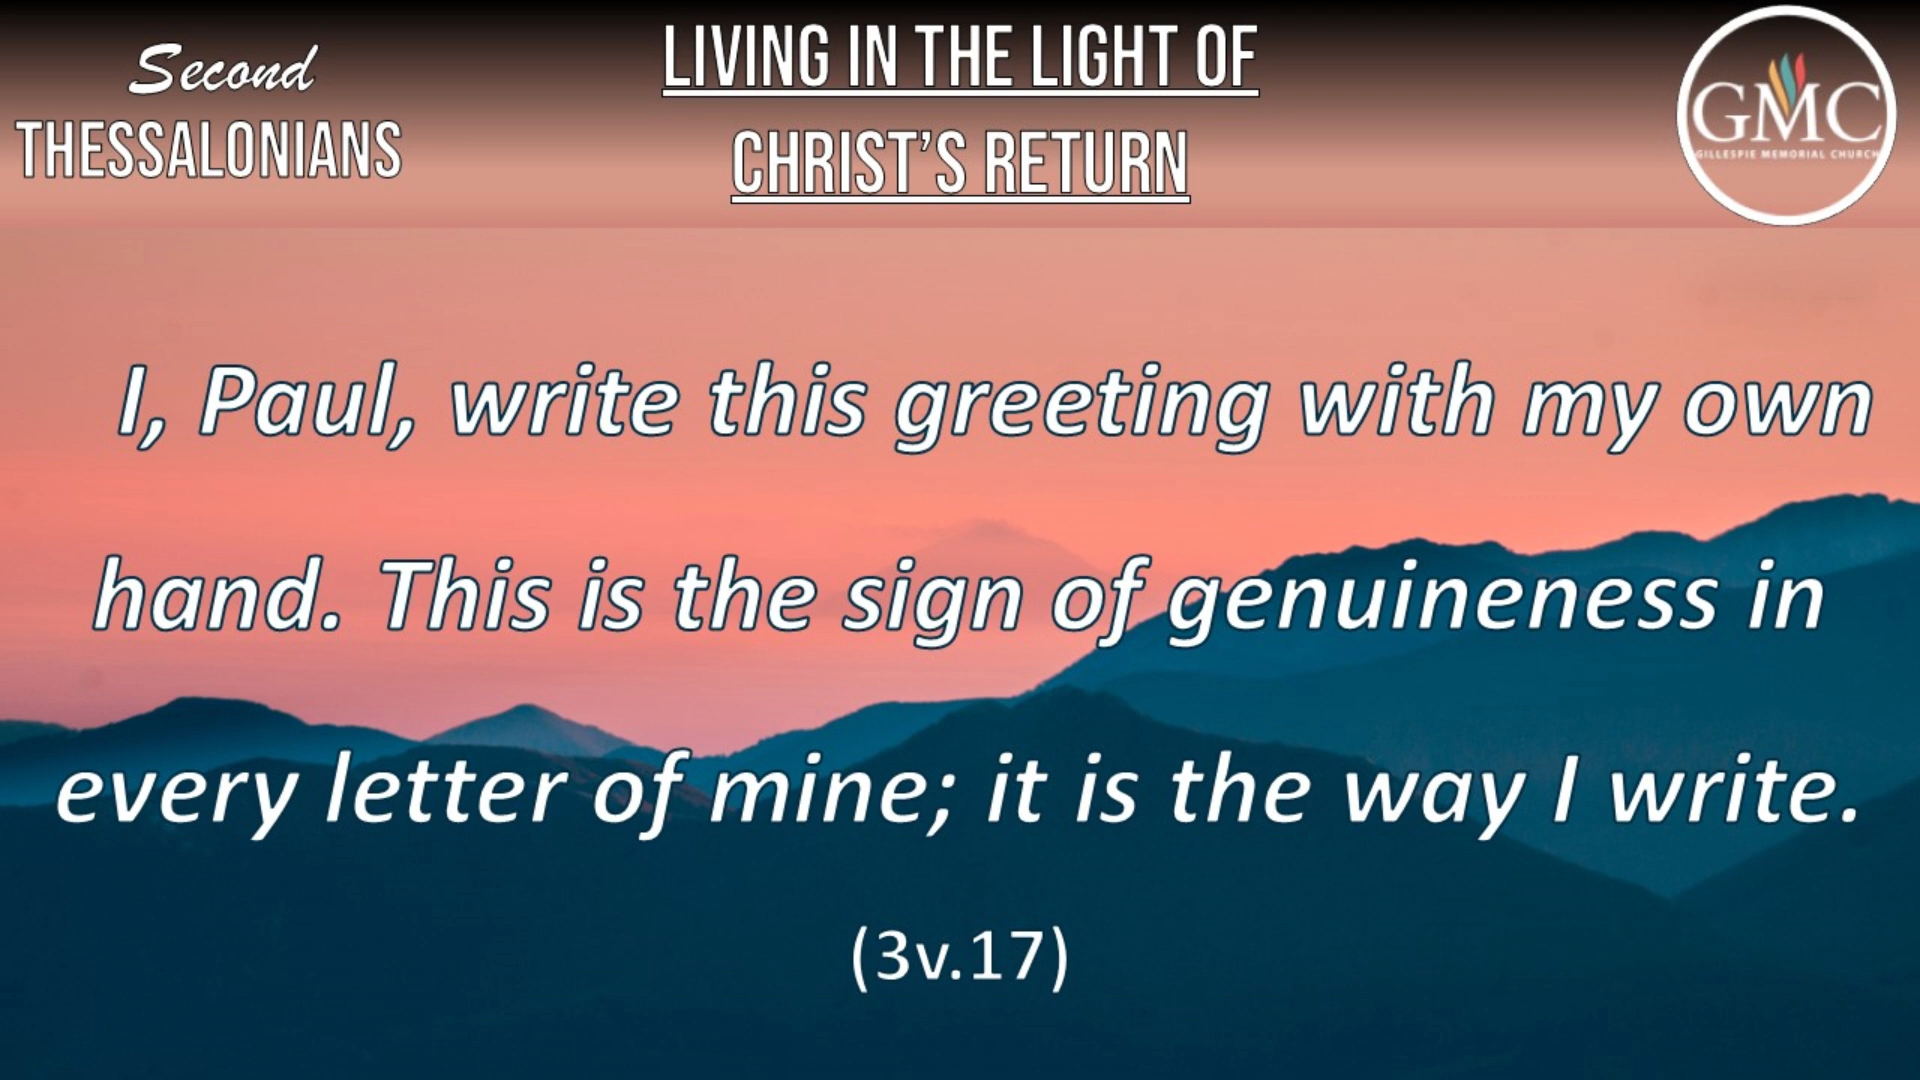 Second
THESSALONIANS
LIVING IN THE LIGHT OF
CHRIST’S RETURN
GMC
GILLESPIE MEMORIAL CHURCH
I, Paul, write this greeting with my own
hand. This is the sign of genuineness in
every letter of mine; it is the way I write.
(3v.17)